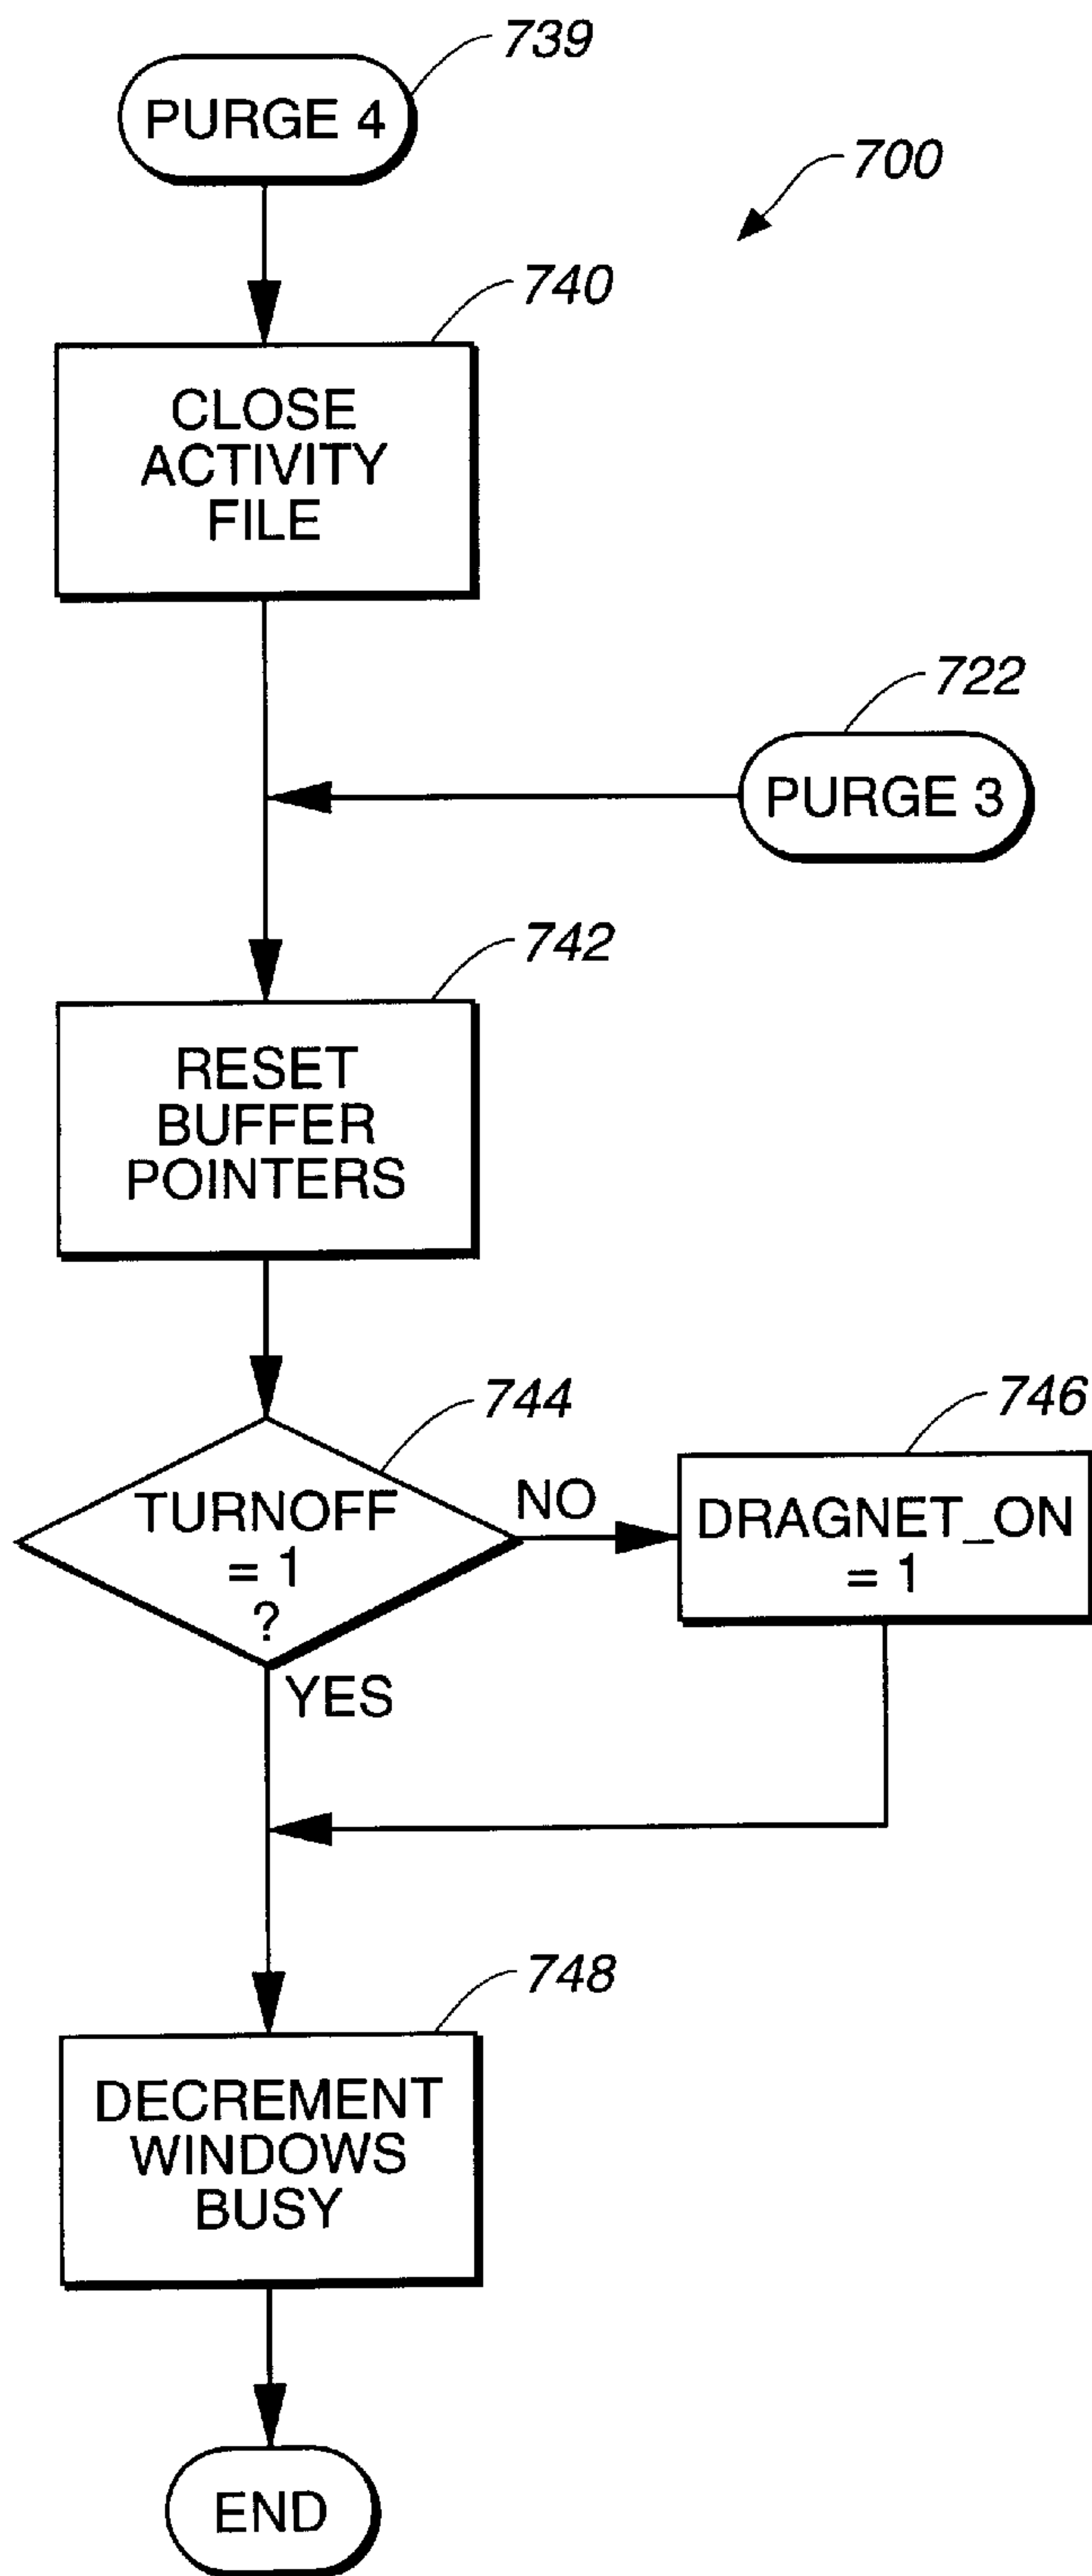 739
PURGE 4
700
740
CLOSE
ACTIVITY
FILE
722
PURGE 3
742
RESET
BUFFER
POINTERS
744
TURNOFF
= 1
?
NO
YES
746
DRAGNET_ON
= 1
748
DECREMENT
WINDOWS
BUSY
END